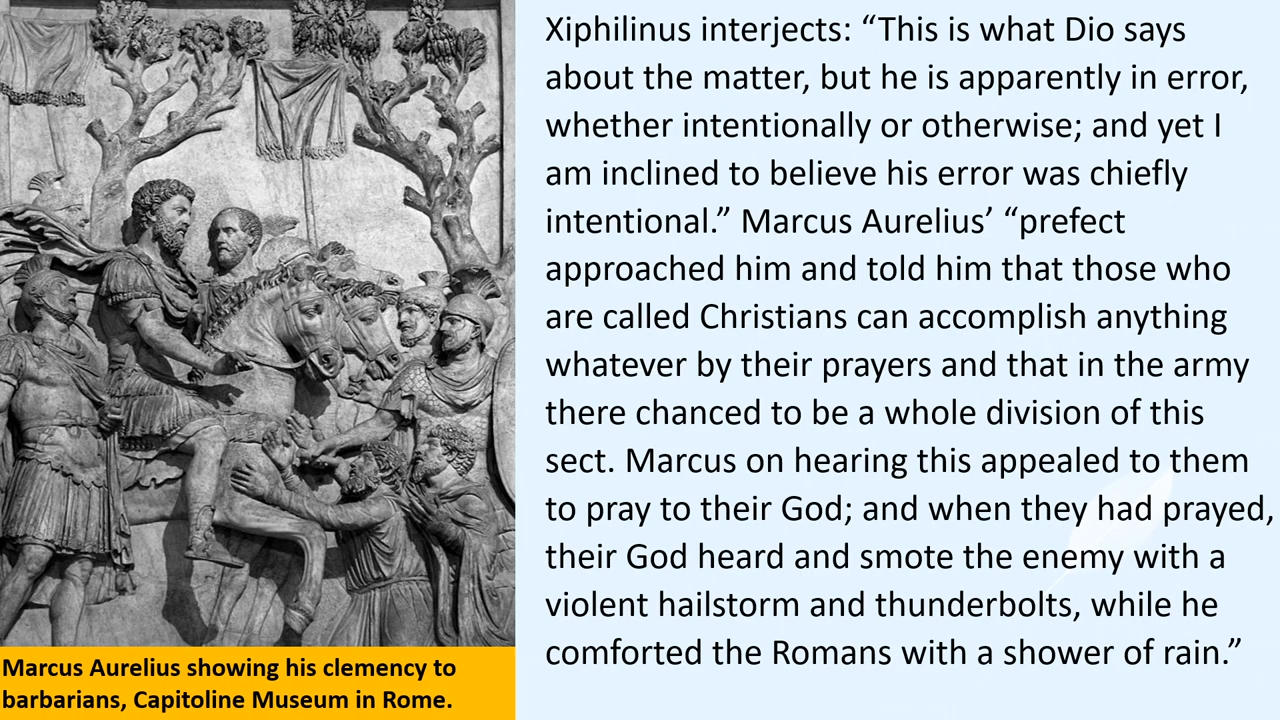 Xiphilinus interjects: “This is what Dio says
about the matter, but he is apparently in error,
whether intentionally or otherwise; and yet I
am inclined to believe his error was chiefly
intentional.” Marcus Aurelius’ “prefect
approached him and told him that those who
are called Christians can accomplish anything
whatever by their prayers and that in the army
there chanced to be a whole division of this
sect. Marcus on hearing this appealed to them
to pray to their God; and when they had prayed,
their God heard and smote the enemy with a
violent hailstorm and thunderbolts, while he
comforted the Romans with a shower of rain.”
Marcus Aurelius showing his clemency to
barbarians, Capitoline Museum in Rome.